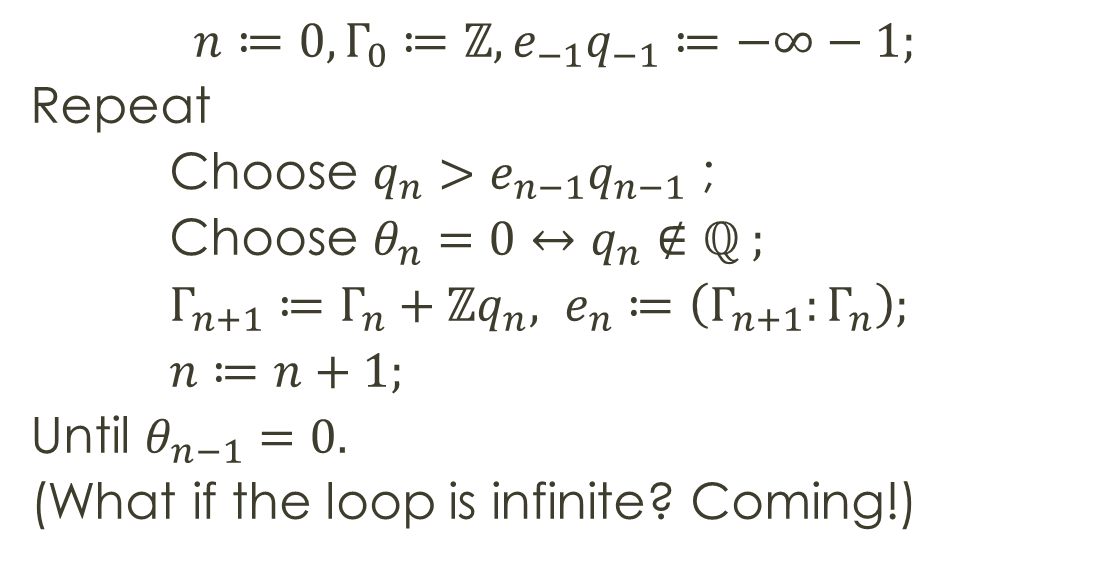 n ≔ 0, Γ₀ ≔ ℤ, e₋₁q₋₁ ≔ −∞ − 1;
Repeat
Choose qₙ > eₙ₋₁qₙ₋₁ ;
Choose θₙ = 0 ↔ qₙ ∉ ℚ ;
Γₙ₊₁ ≔ Γₙ + ℤqₙ, eₙ ≔ (Γₙ₊₁: Γₙ);
n ≔ n + 1;
Until θₙ₋₁ = 0.
(What if the loop is infinite? Coming!)